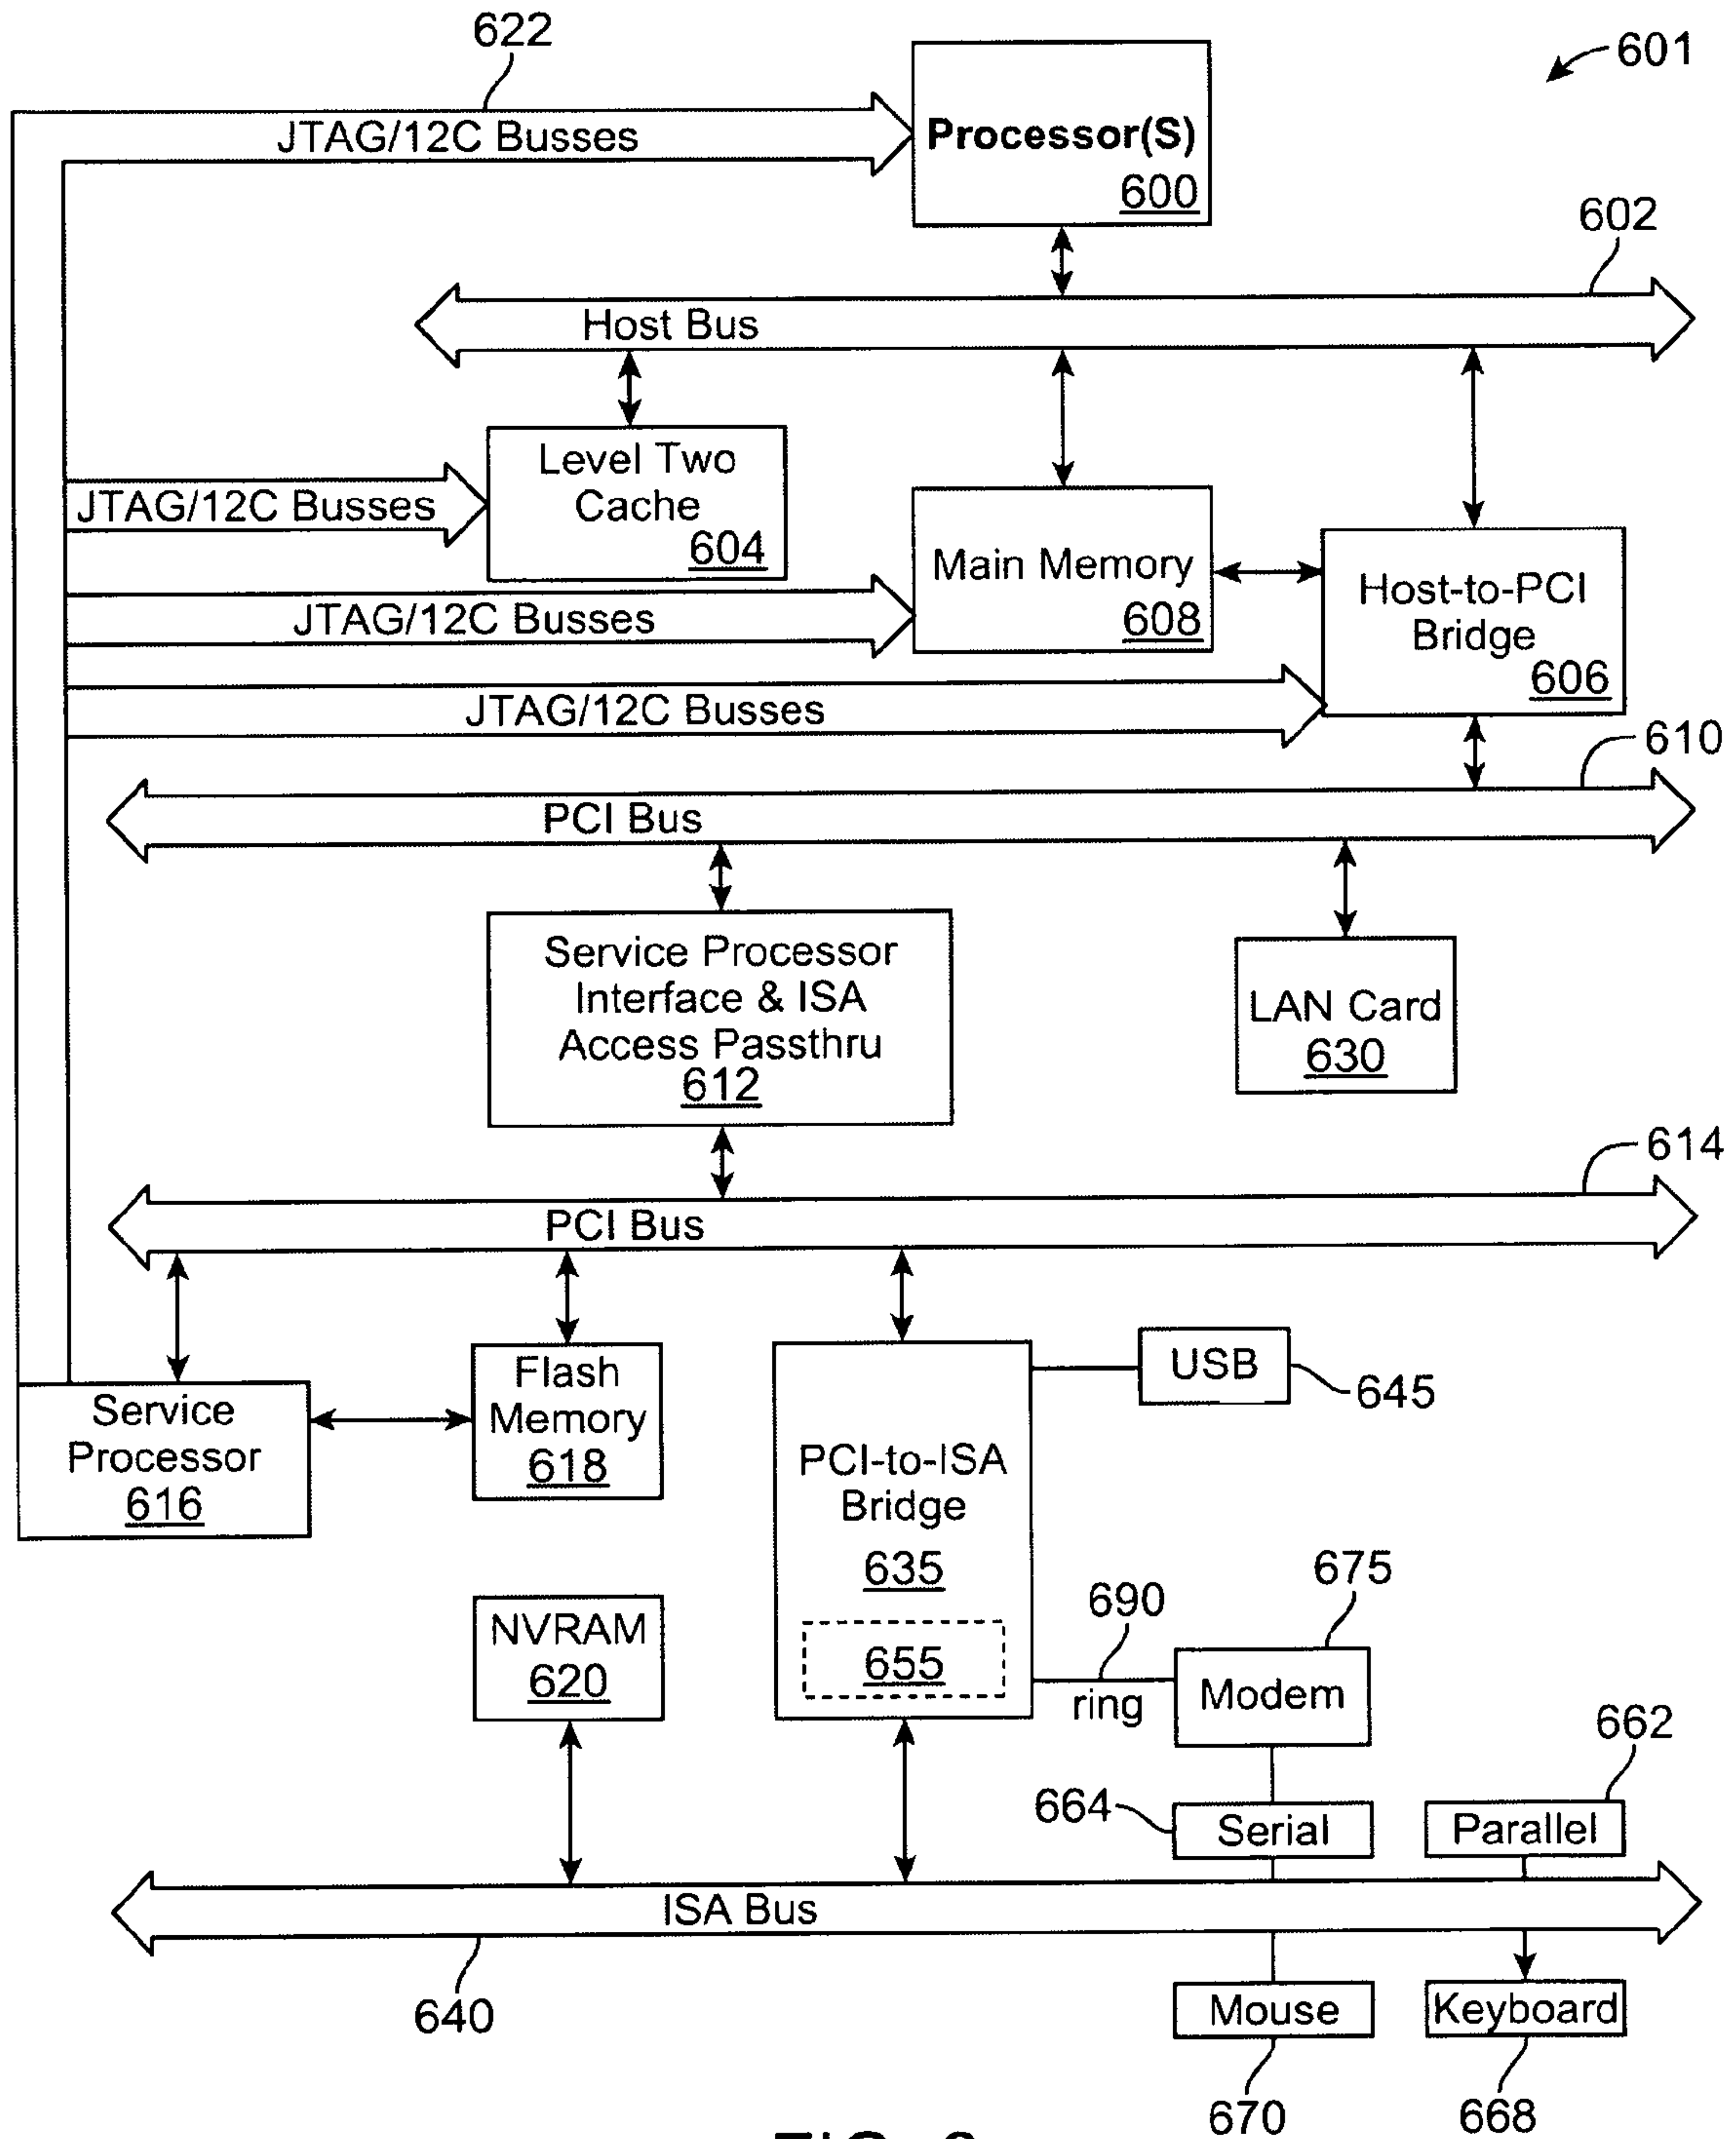 622
601
JTAG/12C Busses
Processor(S)
600
602
Host Bus
Level Two
Cache
604
JTAG/12C Busses
Main Memory
608
Host-to-PCI
Bridge
606
JTAG/12C Busses
JTAG/12C Busses
610
PCI Bus
Service Processor
Interface & ISA
Access Passthru
612
LAN Card
630
614
PCI Bus
Service
Processor
616
Flash
Memory
618
PCI-to-ISA
Bridge
635
655
USB
645
NVRAM
620
690
ring
675
Modem
664
Serial
662
Parallel
ISA Bus
640
Mouse
670
Keyboard
668